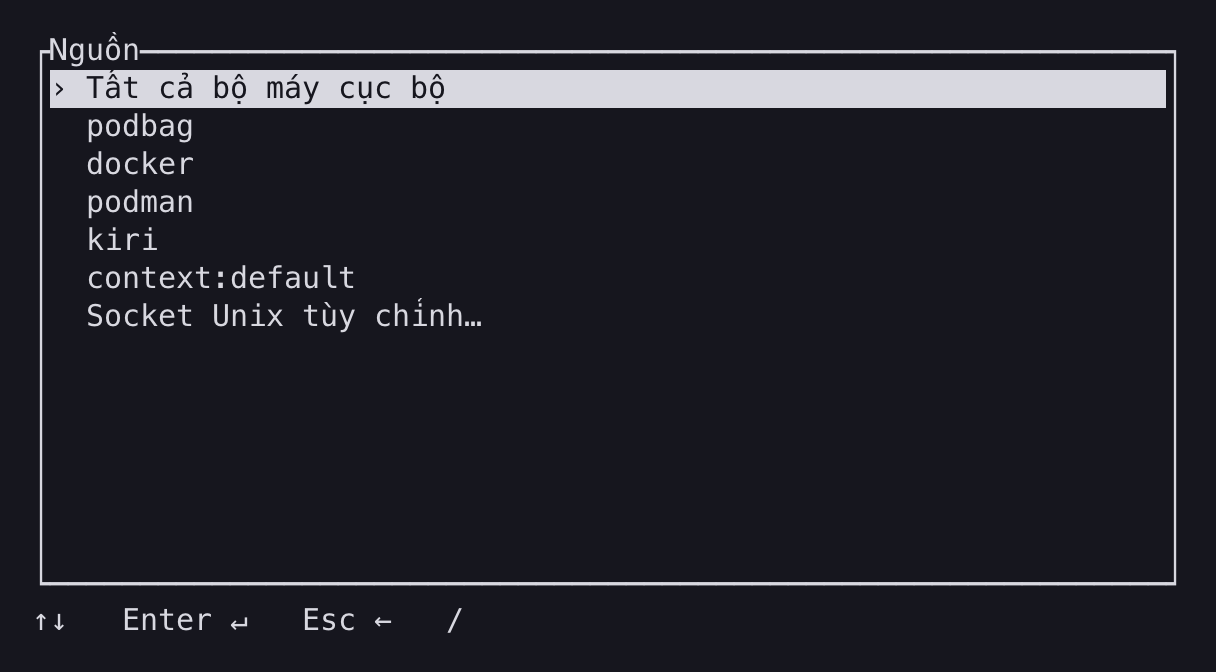 Nguồn
› Tất cả bộ máy cục bộ
podbag
docker
podman
kiri
context:default
Socket Unix tùy chỉnh…
↑↓ Enter ↵ Esc ← /